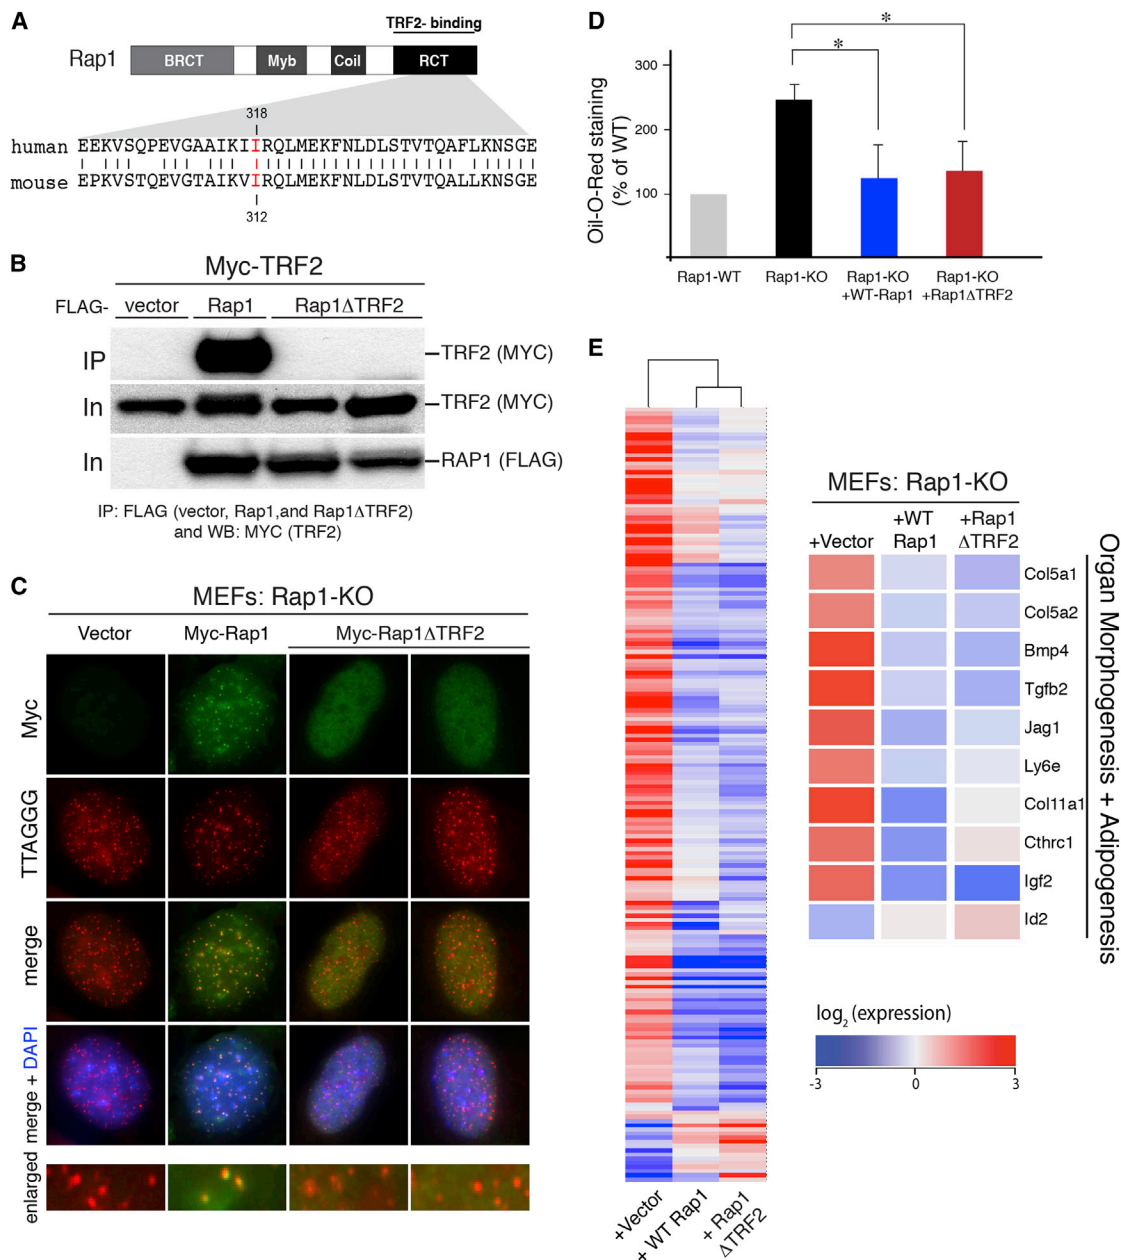 A
TRF2- binding
Rap1
BRCT
Myb
Coil
RCT
318
human EEKVSQPEVGAAIKIIRQLMEKFNLDLSTVTQAFLKNSGE
mouse EPKVSTQEVGTAIKVIRQLMEKFNLDLSTVTQALLKNSGE
312
B
Myc-TRF2
FLAG- vector Rap1 Rap1ΔTRF2
IP
TRF2 (MYC)
In
TRF2 (MYC)
In
RAP1 (FLAG)
IP: FLAG (vector, Rap1,and Rap1ΔTRF2)
and WB: MYC (TRF2)
C
MEFs: Rap1-KO
Vector Myc-Rap1 Myc-Rap1ΔTRF2
Myc
TTAGGG
merge
merge + DAPI
enlarged
D
Oil-O-Red staining
(% of WT)
300
200
100
*
*
Rap1-WT
Rap1-KO
Rap1-KO
+WT-Rap1
Rap1-KO
+Rap1ΔTRF2
E
+Vector
+ WT Rap1
+ Rap1
ΔTRF2
MEFs: Rap1-KO
+Vector
+WT
Rap1
+Rap1
ΔTRF2
Col5a1
Col5a2
Bmp4
Tgfb2
Jag1
Ly6e
Col11a1
Cthrc1
Igf2
Id2
Organ Morphogenesis + Adipogenesis
log2 (expression)
-3 0 3